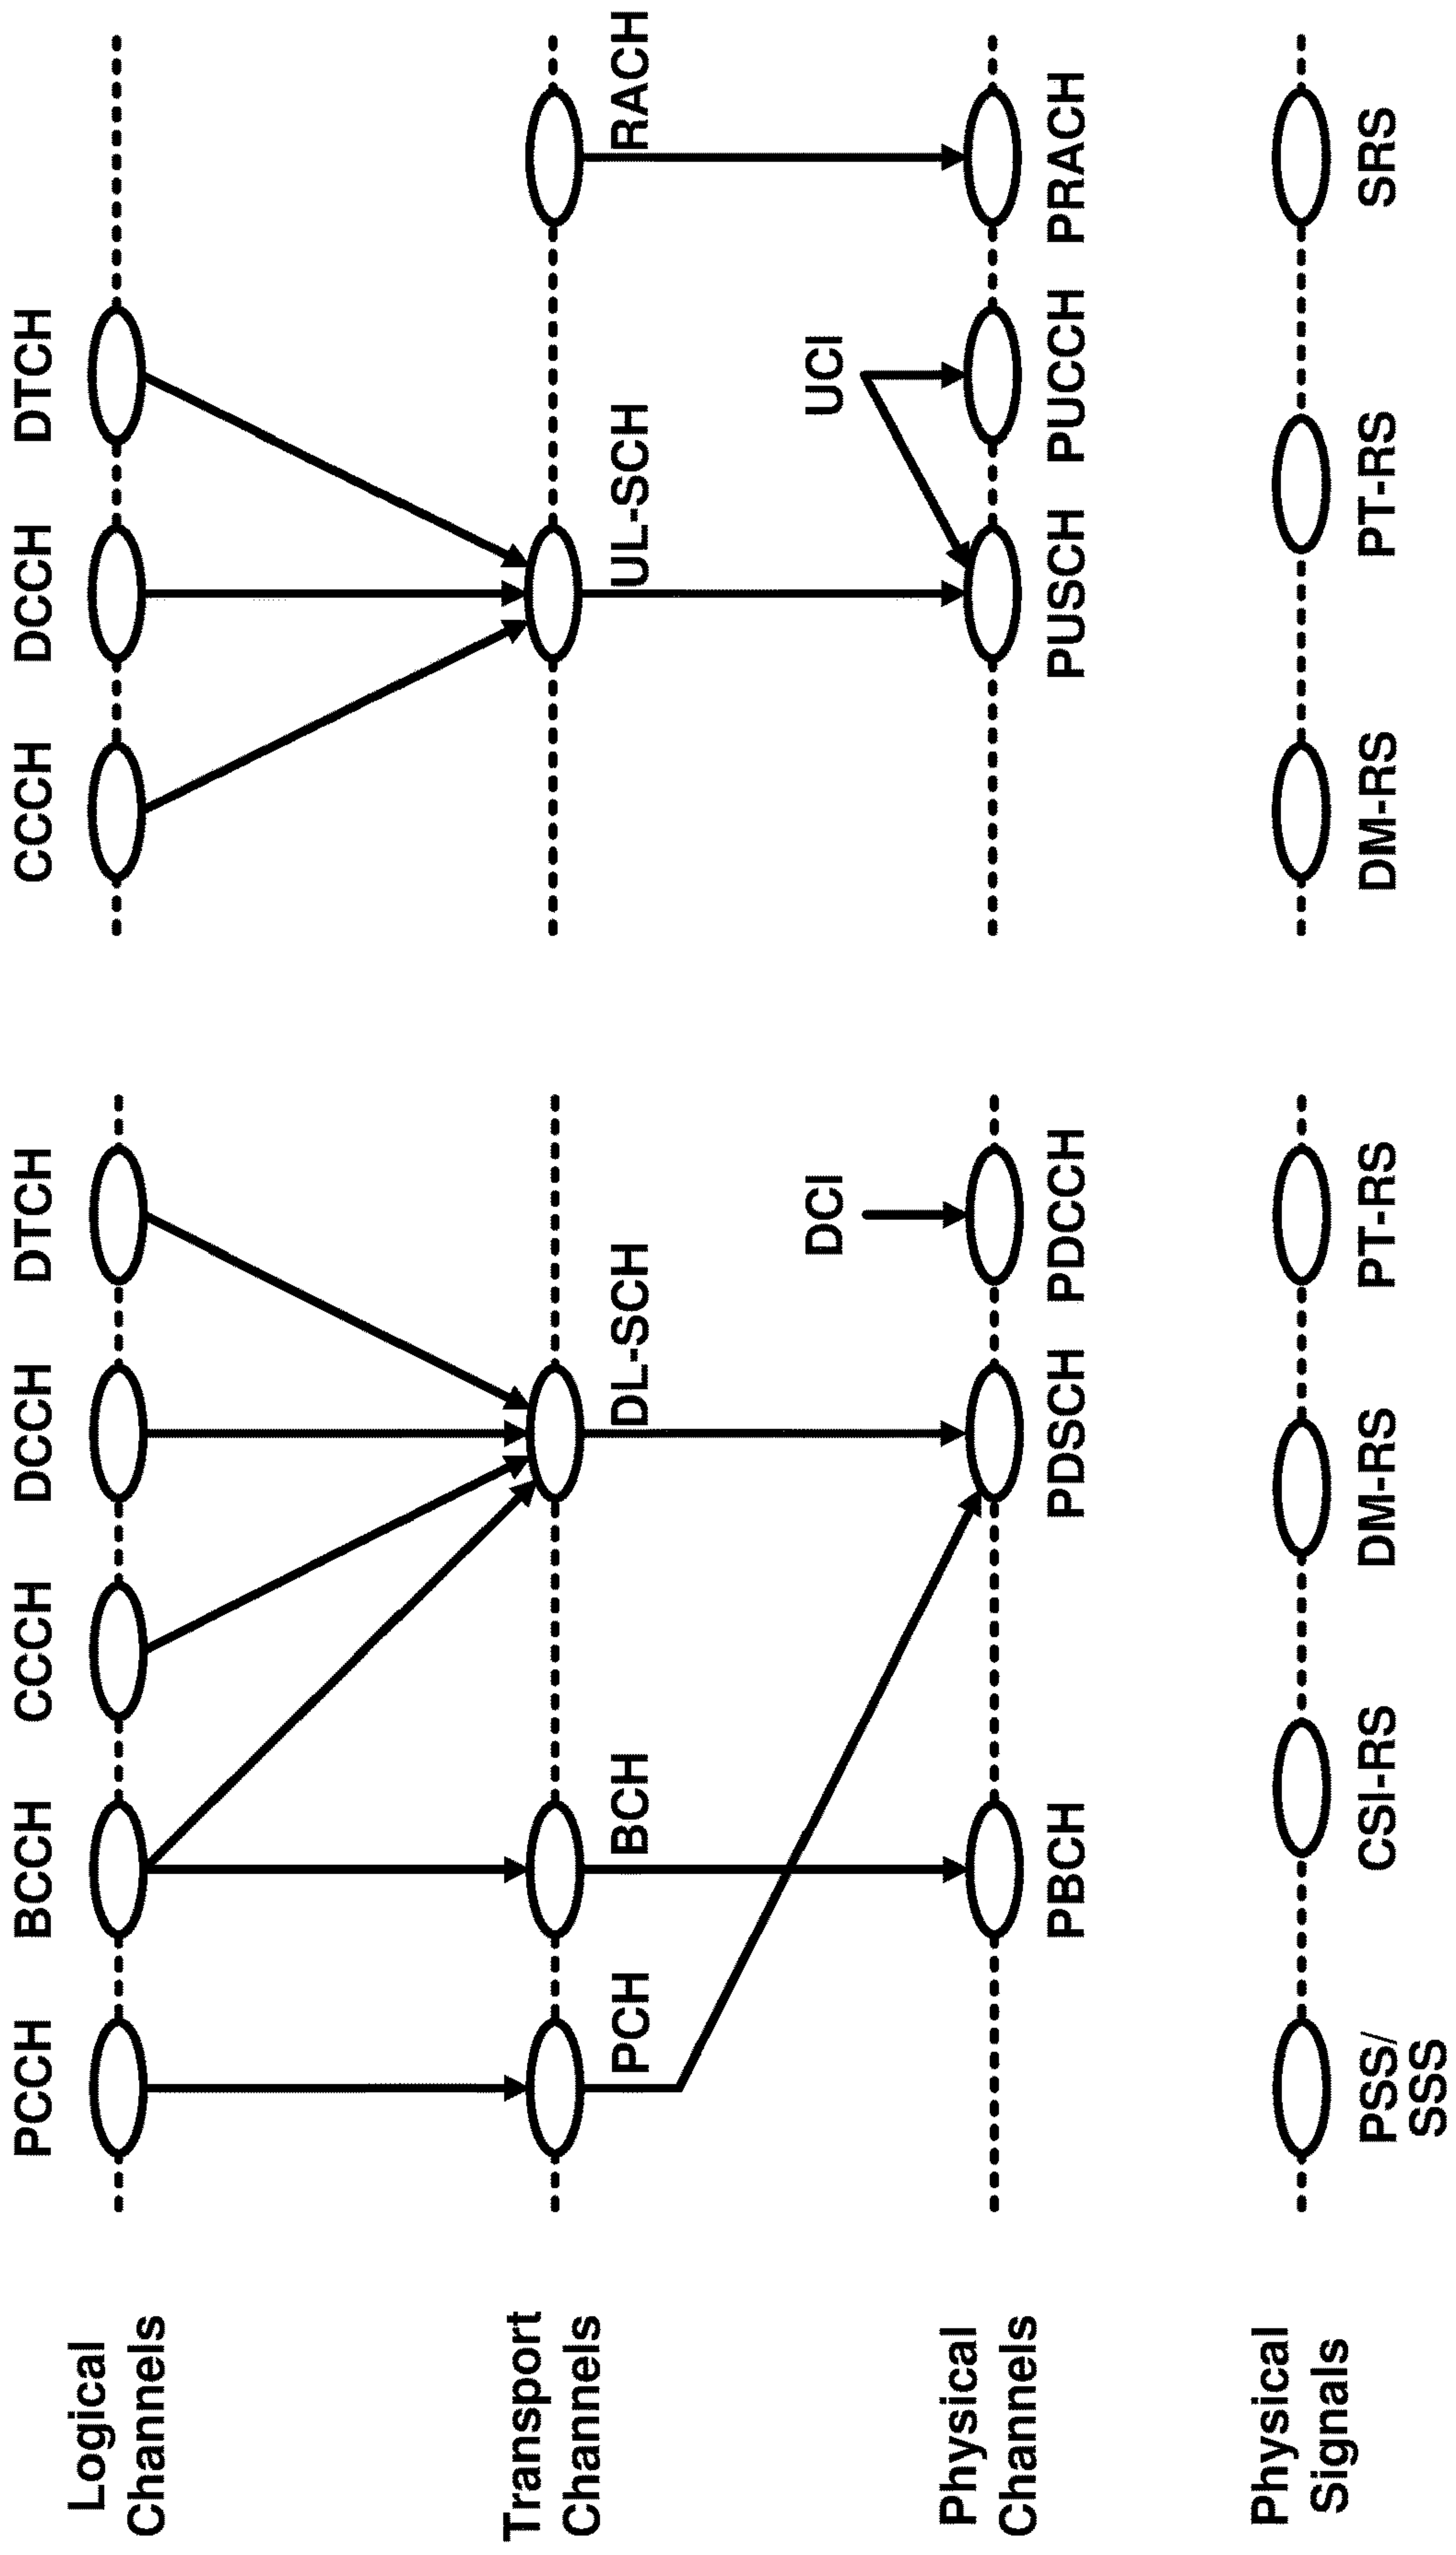 Logical
Channels
PCCH
BCCH
CCCH
DCCH
DTCH
CCCH
DCCH
DTCH
Transport
Channels
PCH
BCH
DL-SCH
UL-SCH
RACH
DCI
UCI
Physical
Channels
PBCH
PDSCH
PDCCH
PUSCH
PUCCH
PRACH
Physical
Signals
PSS/
SSS
CSI-RS
DM-RS
PT-RS
DM-RS
PT-RS
SRS